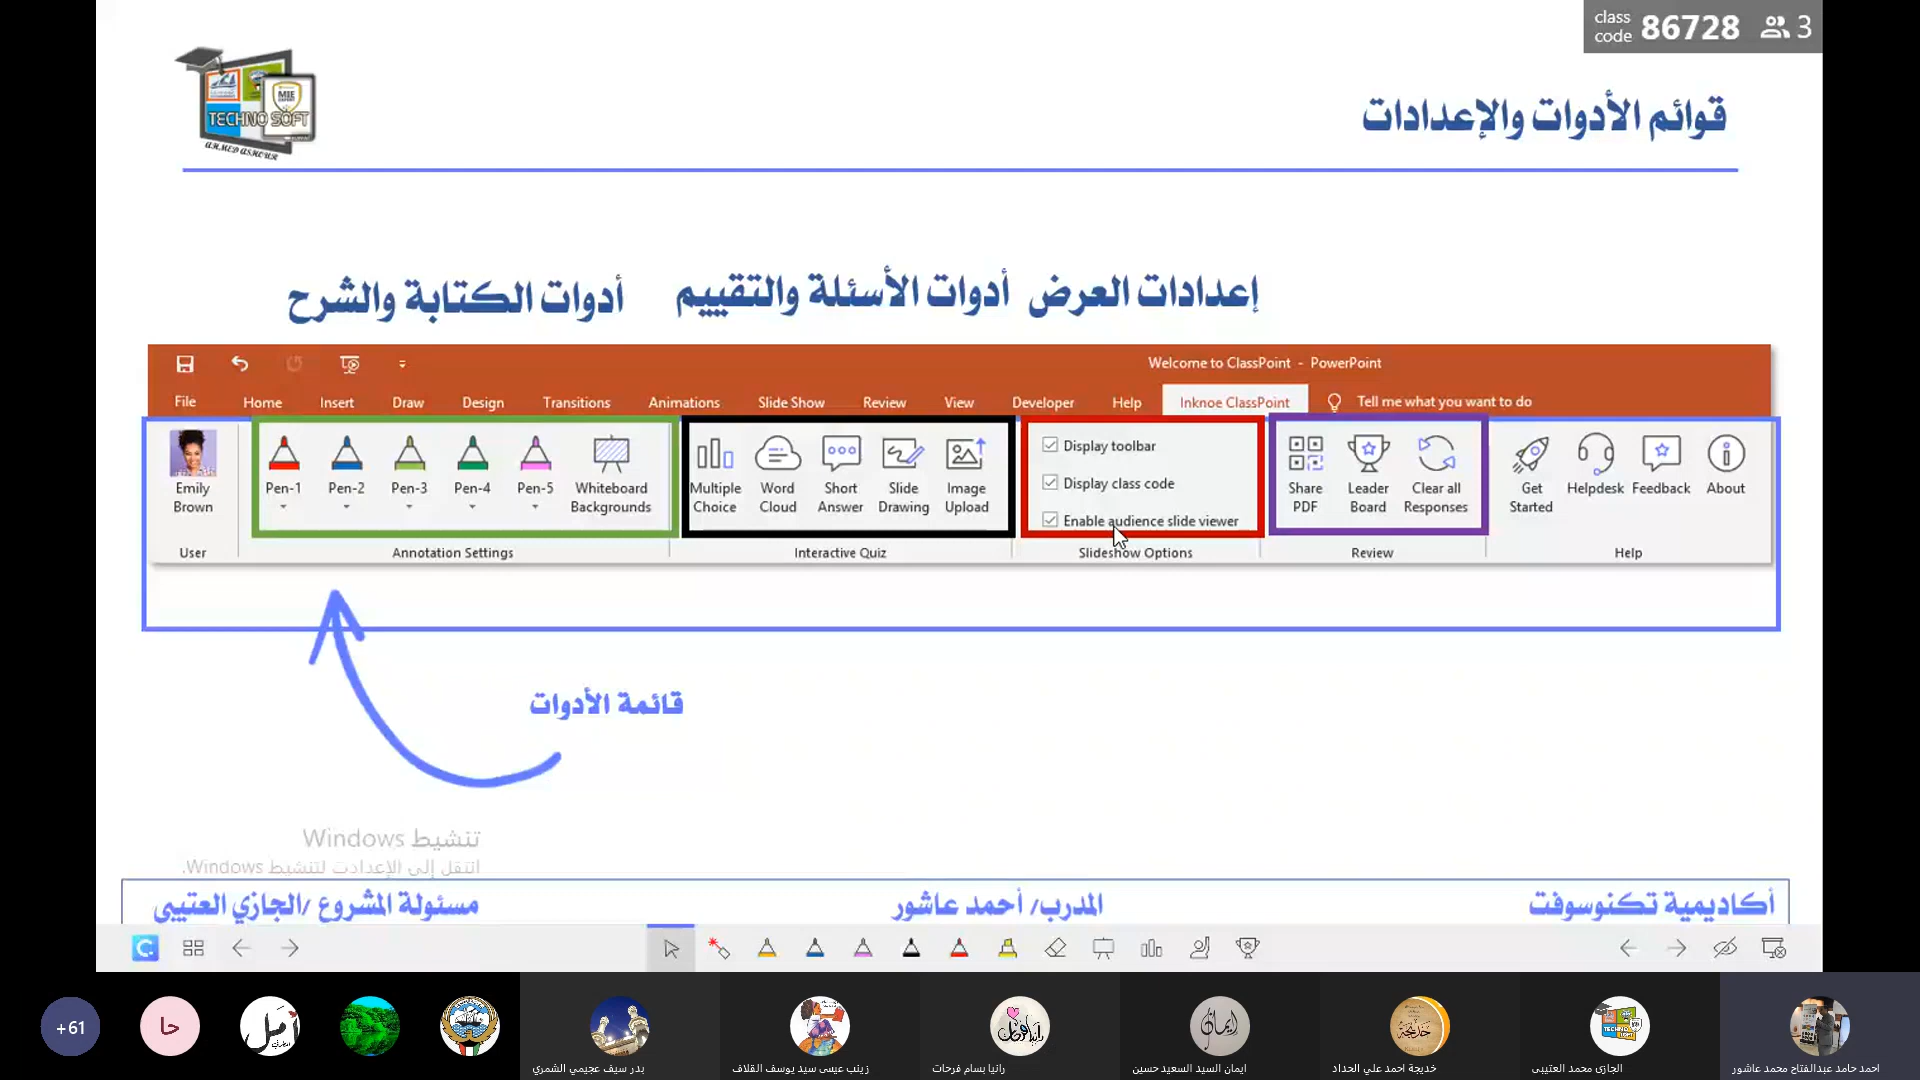 class code 86728 3
MIE EXPERT
TECHNO SOFT
AHMED ASHOUR
قوائم الأدوات والإعدادات
إعدادات العرض أدوات الأسئلة والتقييم أدوات الكتابة والشرح
Welcome to ClassPoint - PowerPoint
File Home Insert Draw Design Transitions Animations Slide Show Review View Developer Help Inknoe ClassPoint Tell me what you want to do
Emily Brown
Pen-1 Pen-2 Pen-3 Pen-4 Pen-5 Whiteboard Backgrounds
Multiple Choice Word Cloud Short Answer Slide Drawing Image Upload
Display toolbar
Display class code
Enable audience slide viewer
Share PDF Leader Board Clear all Responses
Get Started Helpdesk Feedback About
User Annotation Settings Interactive Quiz Slideshow Options Review Help
قائمة الأدوات
تنشيط Windows
انتقل إلى الإعدادت لتنشيط Windows.
أكاديمية تكنوسوفت المدرب/ أحمد عاشور مسئولة المشروع /الجازي العتيبي
+61
حا
أمل
بدر سيف عجيمي الشمري
زينب عيسى سيد يوسف القلاف
رانيا بسام فرحات
ايمان السيد السعيد حسين
خديجة احمد علي الحداد
الجازى محمد العتيبى
احمد حامد عبدالفتاح محمد عاشور